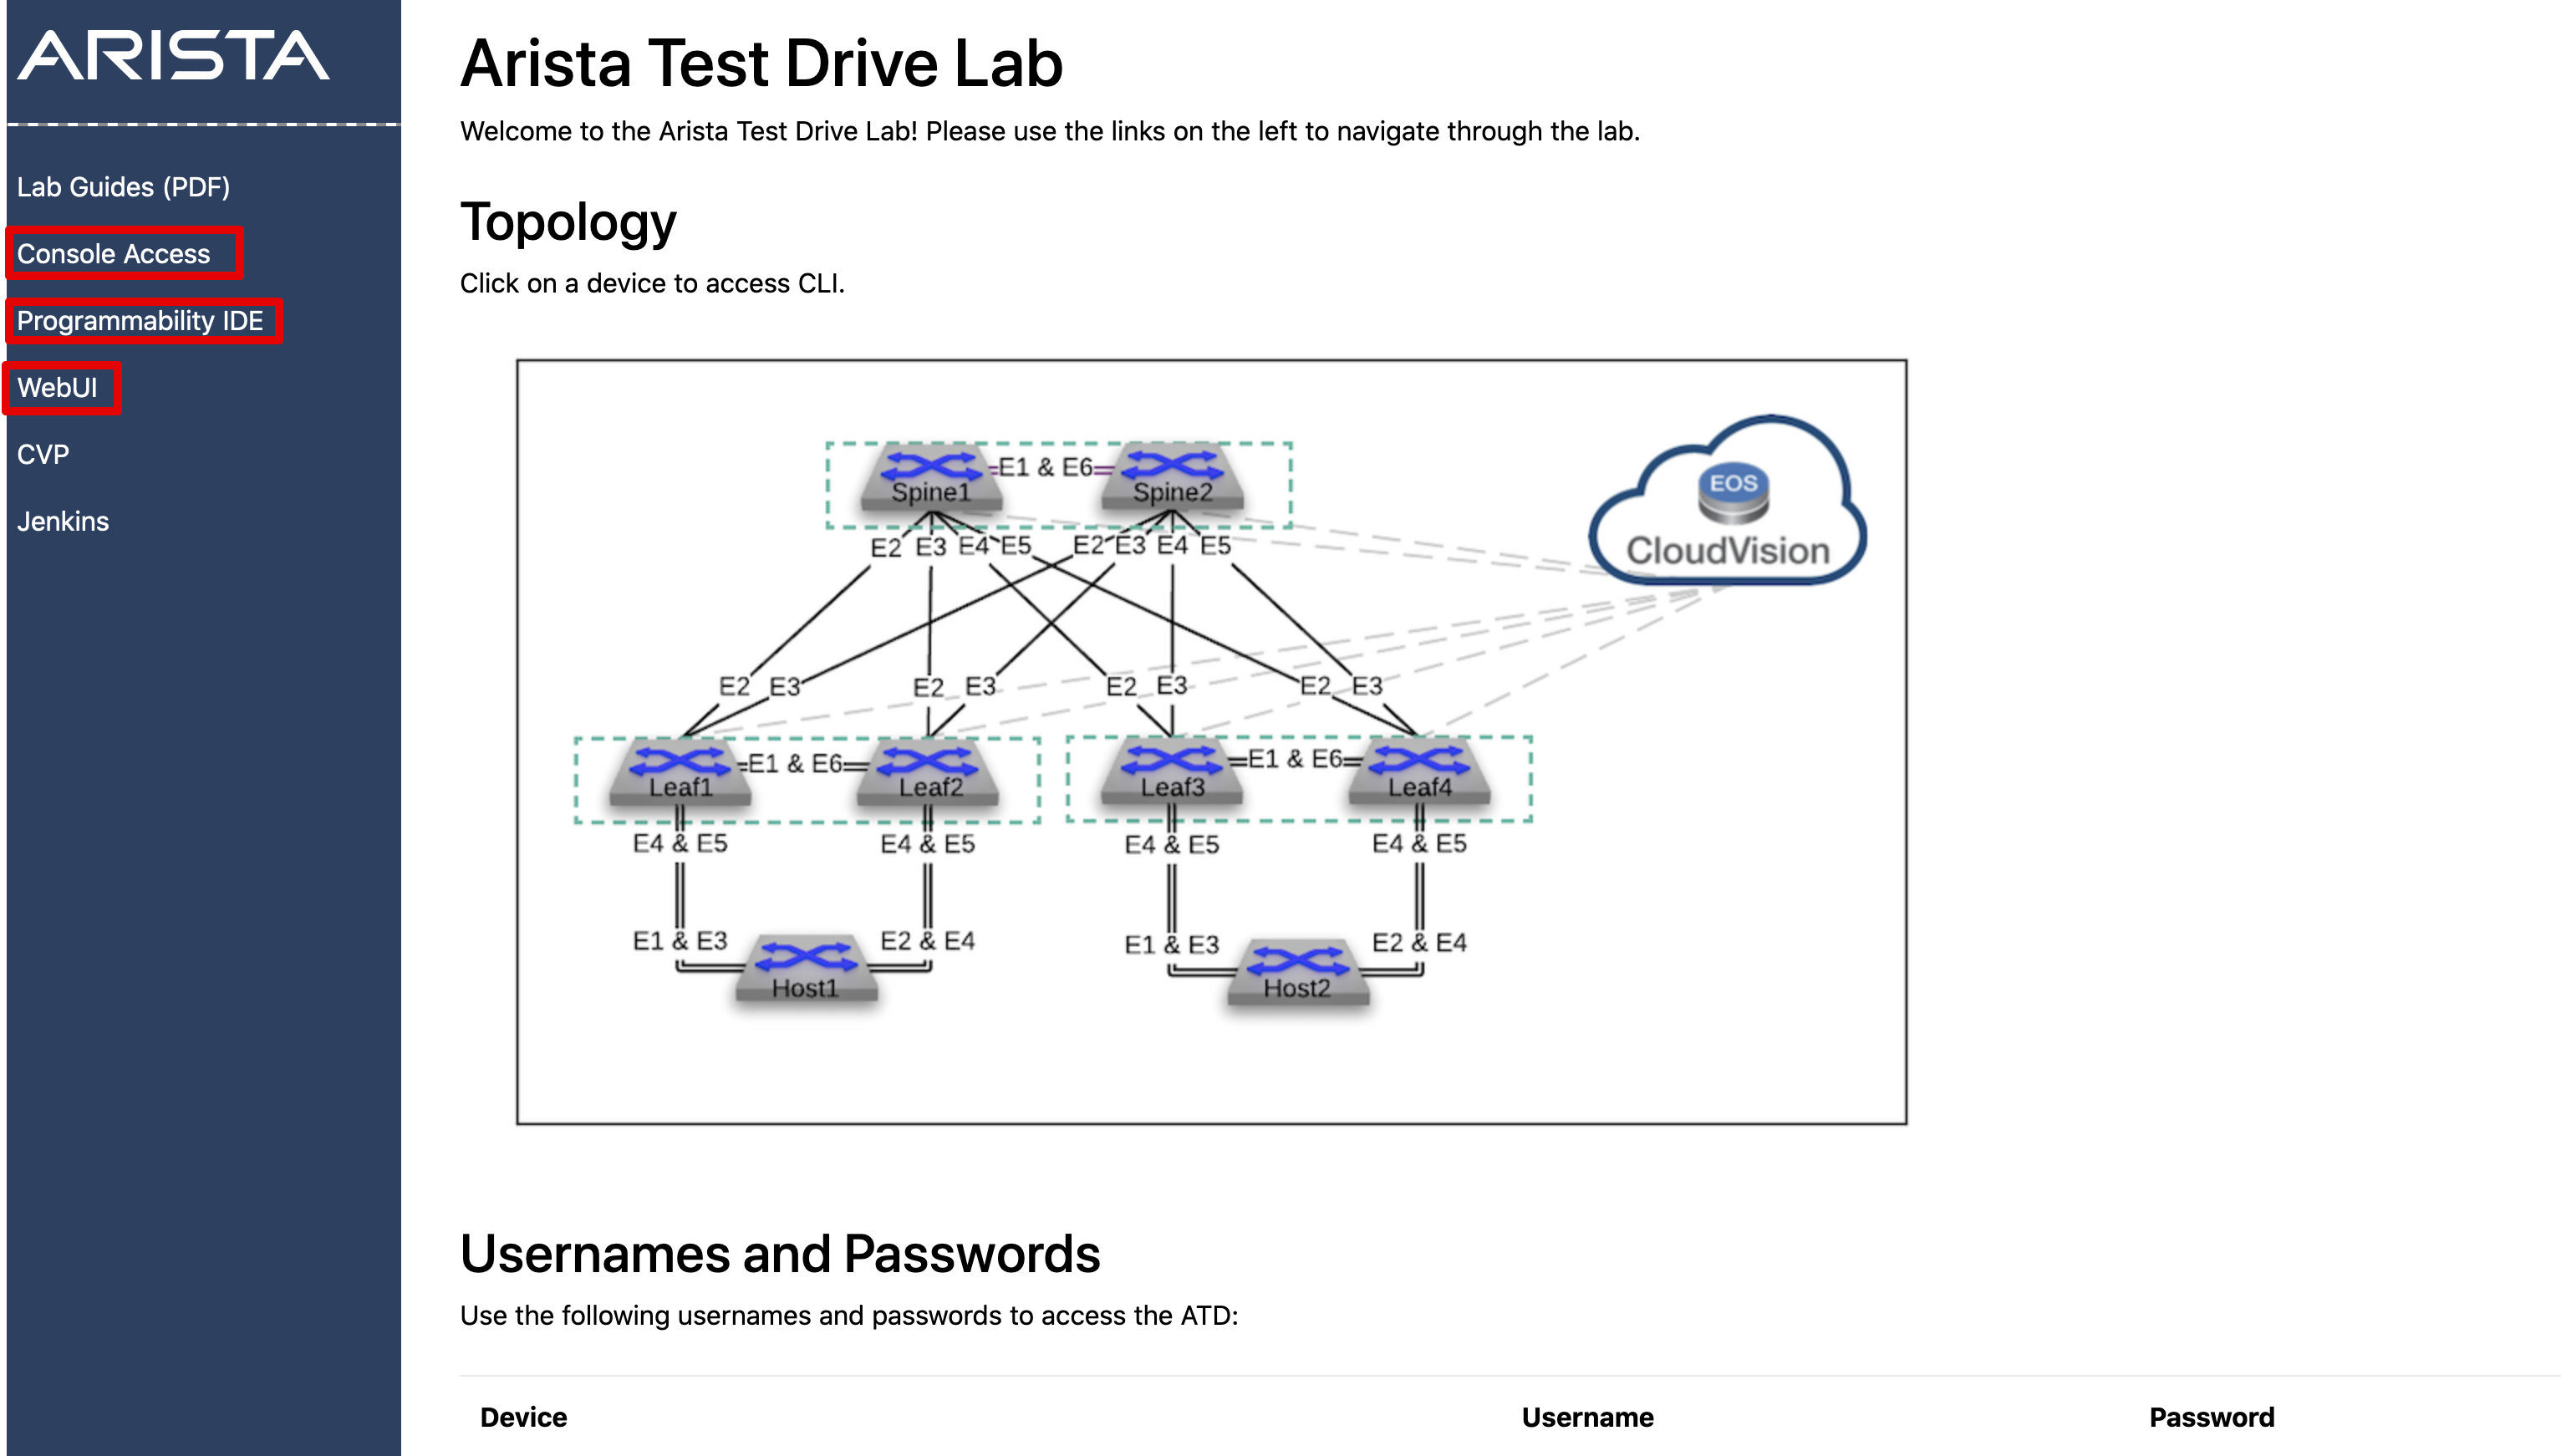 ARISTA
Lab Guides (PDF)
Console Access
Programmability IDE
WebUI
CVP
Jenkins
Arista Test Drive Lab
Welcome to the Arista Test Drive Lab! Please use the links on the left to navigate through the lab.
Topology
Click on a device to access CLI.
E1 & E6
Spine1 Spine2
EOS
CloudVision
E2 E3 E4 E5 E2 E3 E4 E5
E2 E3 E2 E3 E2 E3 E2 E3
E1 & E6 E1 & E6
Leaf1 Leaf2 Leaf3 Leaf4
E4 & E5 E4 & E5 E4 & E5 E4 & E5
E1 & E3 E2 & E4 E1 & E3 E2 & E4
Host1 Host2
Usernames and Passwords
Use the following usernames and passwords to access the ATD:
Device Username Password